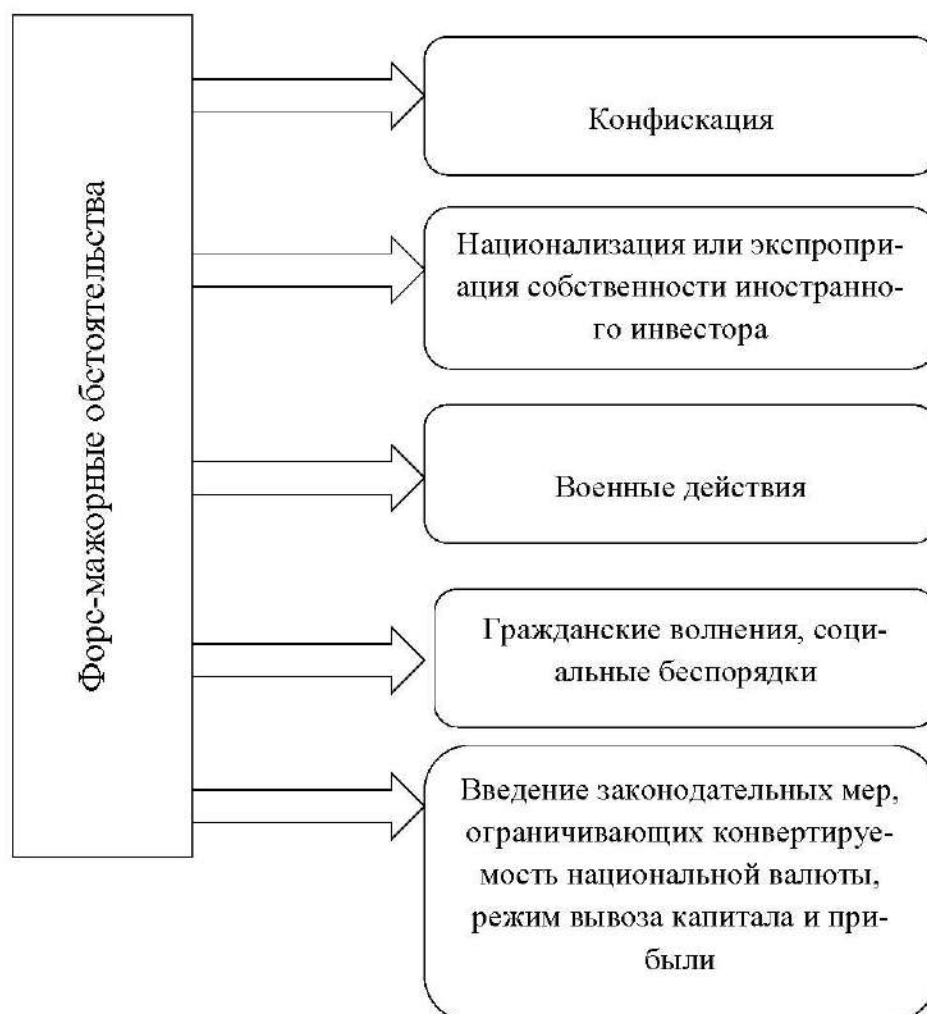 Форс-мажорные обстоятельства
Конфискация
Национализация или экспропри-
ация собственности иностранно-
го инвестора
Военные действия
Гражданские волнения, соци-
альные беспорядки
Введение законодательных мер,
ограничивающих конвертируе-
мость национальной валюты,
режим вывоза капитала и при-
были